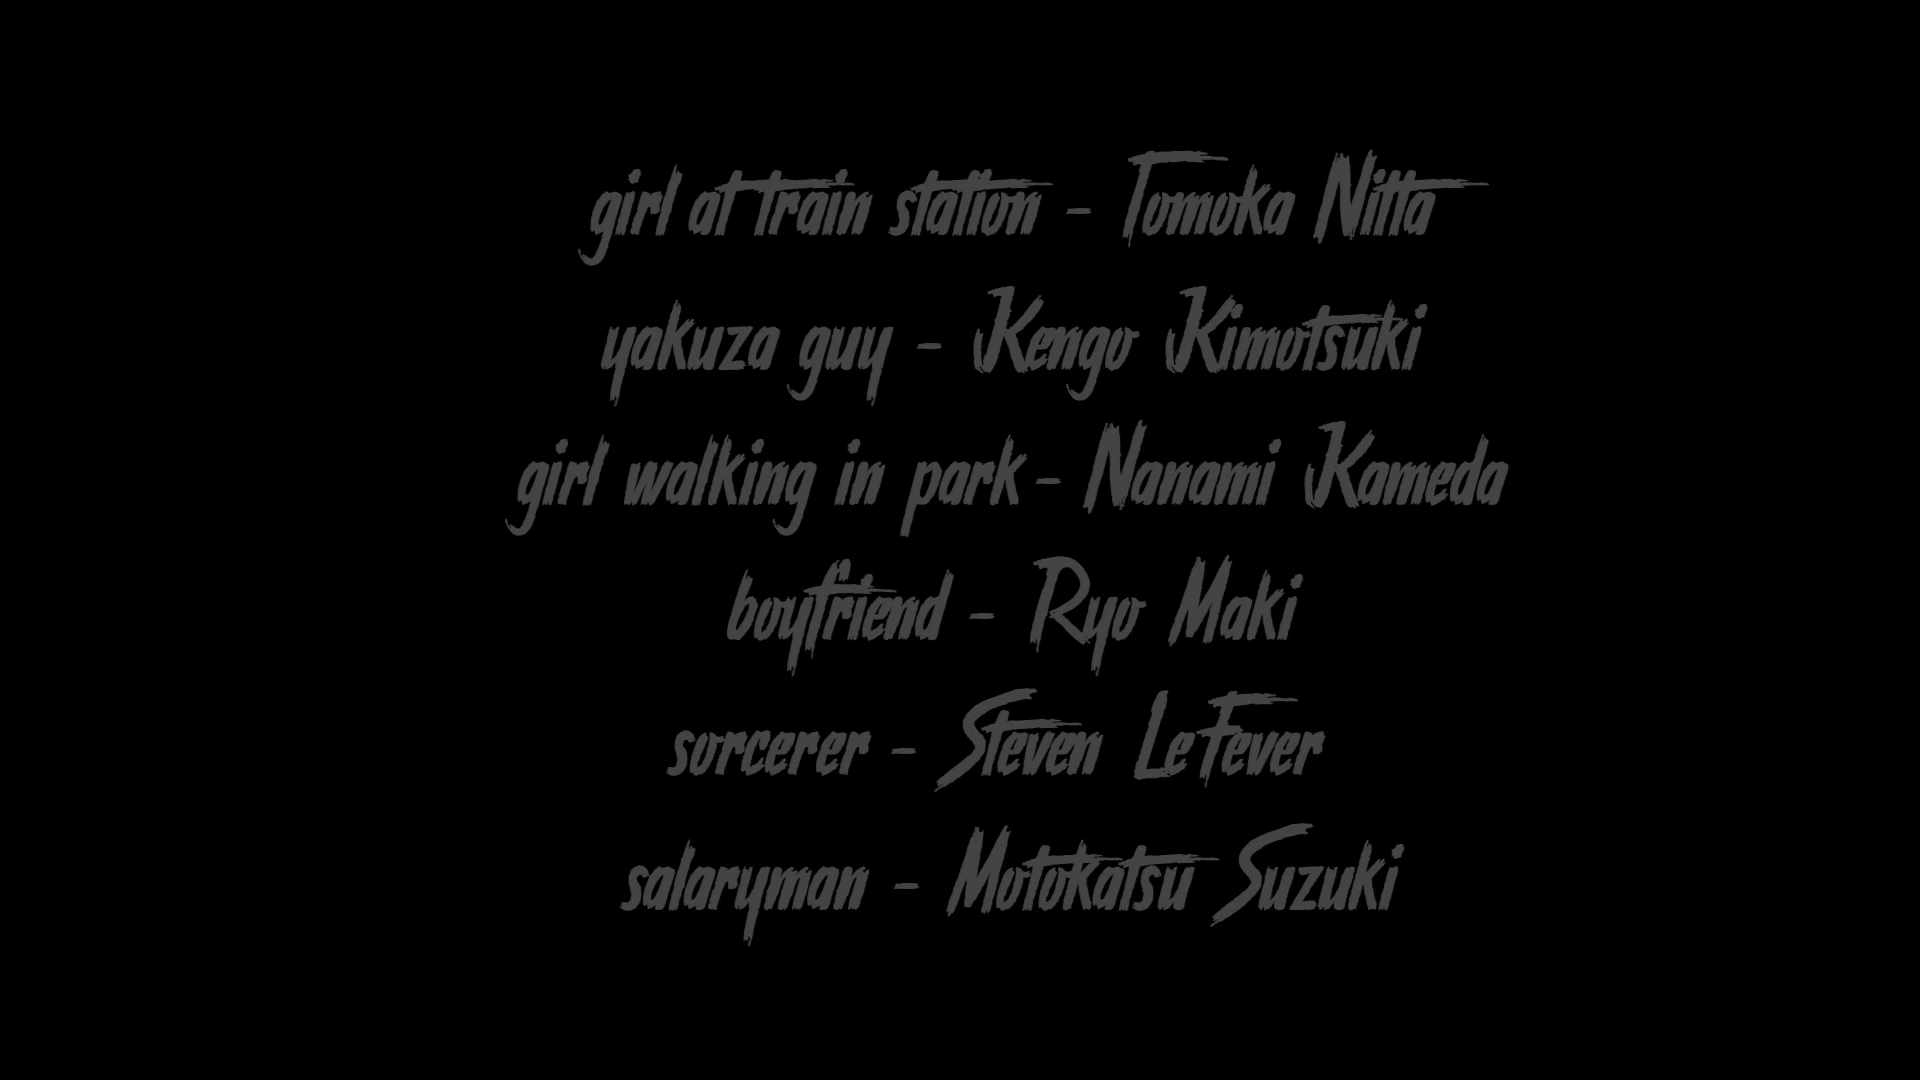 girl at train station - Tomoka Nitta
yakuza guy - Kengo Kimotsuki
girl walking in park - Nanami Kameda
boyfriend - Ryo Maki
sorcerer - Steven LeFever
salaryman - Motokatsu Suzuki